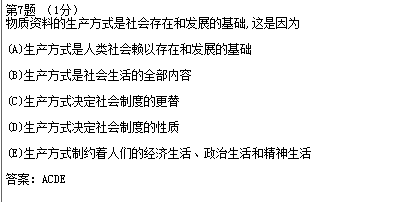 第7题 （1分）
物质资料的生产方式是社会存在和发展的基础,这是因为
(A)生产方式是人类社会赖以存在和发展的基础
(B)生产方式是社会生活的全部内容
(C)生产方式决定社会制度的更替
(D)生产方式决定社会制度的性质
(E)生产方式制约着人们的经济生活、政治生活和精神生活
答案：ACDE